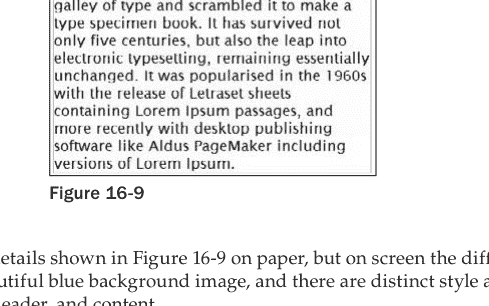 galley of type and scrambled it to make a
type specimen book. It has survived not
only five centuries, but also the leap into
electronic typesetting, remaining essentially
unchanged. It was popularised in the 1960s
with the release of Letraset sheets
containing Lorem Ipsum passages, and
more recently with desktop publishing
software like Aldus PageMaker including
versions of Lorem Ipsum.
Figure 16-9
etails shown in Figure 16-9 on paper, but on screen the diff
utiful blue background image, and there are distinct style a
eader, and content